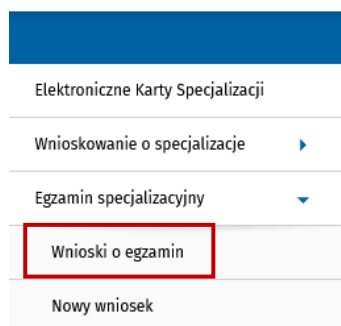 Elektroniczne Karty Specjalizacji
Wnioskowanie o specjalizacje
Egzamin specjalizacyjny
Wnioski o egzamin
Nowy wniosek